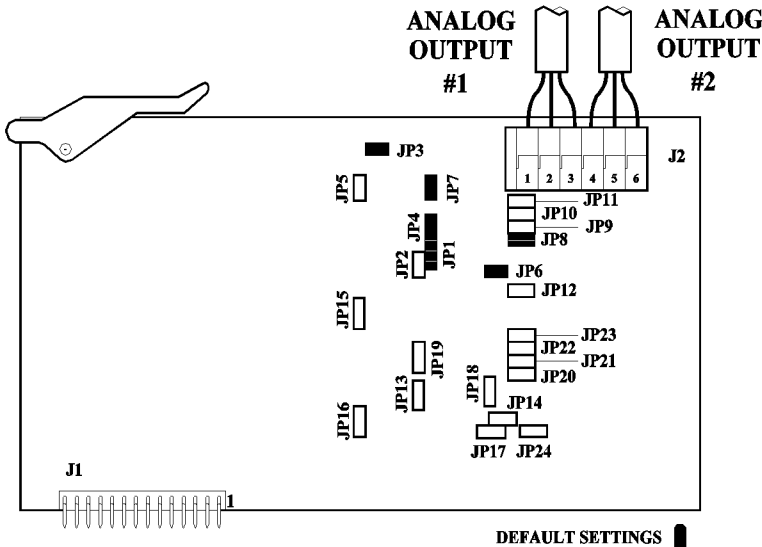 ANALOG
OUTPUT
#1
ANALOG
OUTPUT
#2
J2
1 2 3 4 5 6
JP3
JP5
JP7
JP11
JP10
JP9
JP8
JP4
JP1
JP2
JP6
JP12
JP15
JP23
JP22
JP21
JP20
JP19
JP18
JP13
JP14
JP16
JP17
JP24
J1
1
DEFAULT SETTINGS